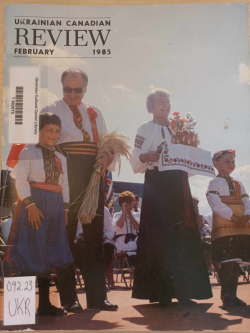 UKRAINIAN CANADIAN
REVIEW
FEBRUARY 1985
092.23
UKR